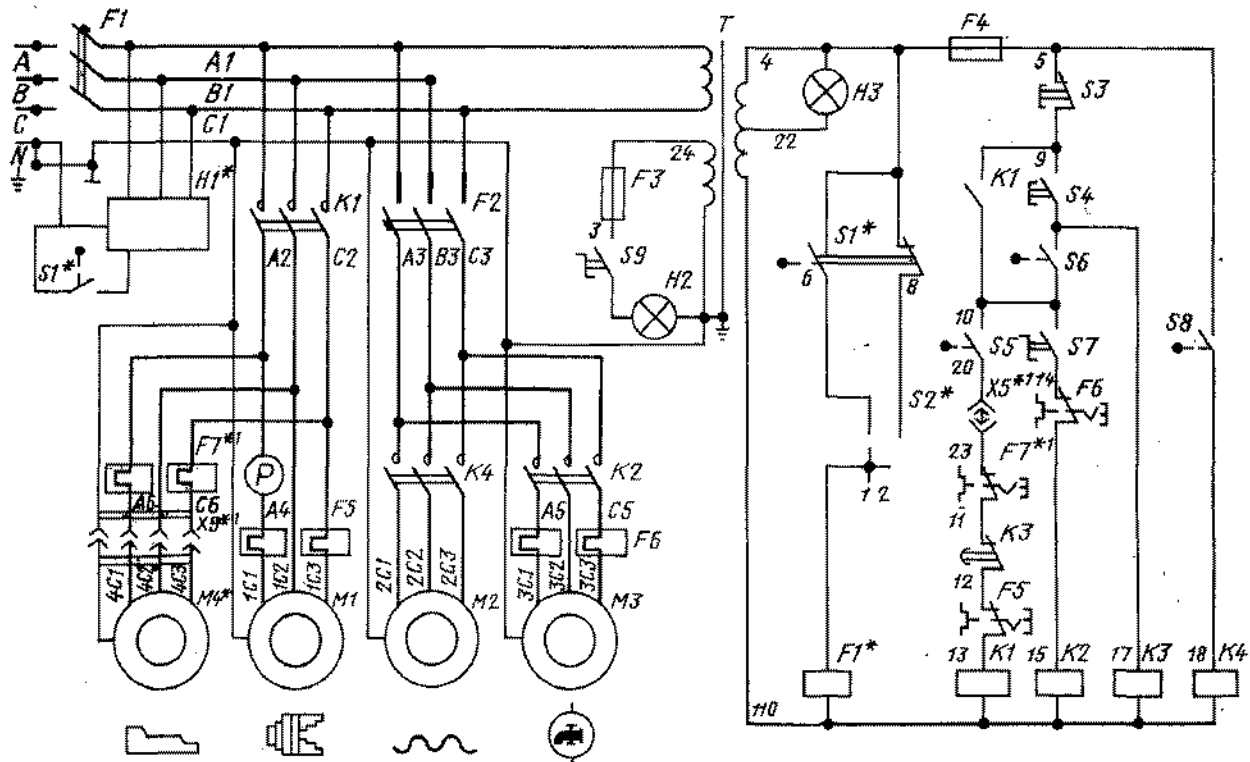 F1
T
F4
A
A1
4
5
S3
B
B1
H3
C
C1
22
N
24
9
H1*
F3
K1
K1
F2
S4
3
S1*
A2
C2
A3
B3
C3
S9
S6
S1*
H2
6
8
10
S5
S7
S8
20
X5*¹
114
F6
S2*
F7*¹
F7*¹
P
K4
K2
23
A6
C6
A4
F5
A5
C5
1 2
X9*¹
11
F6
K3
4C1
4C2
4C3
1C1
1C2
1C3
2C1
2C2
2C3
3C1
3C2
3C3
12
M4*¹
M1
M2
M3
F5
F1*
13
K1
15
K2
17
K3
18
K4
110